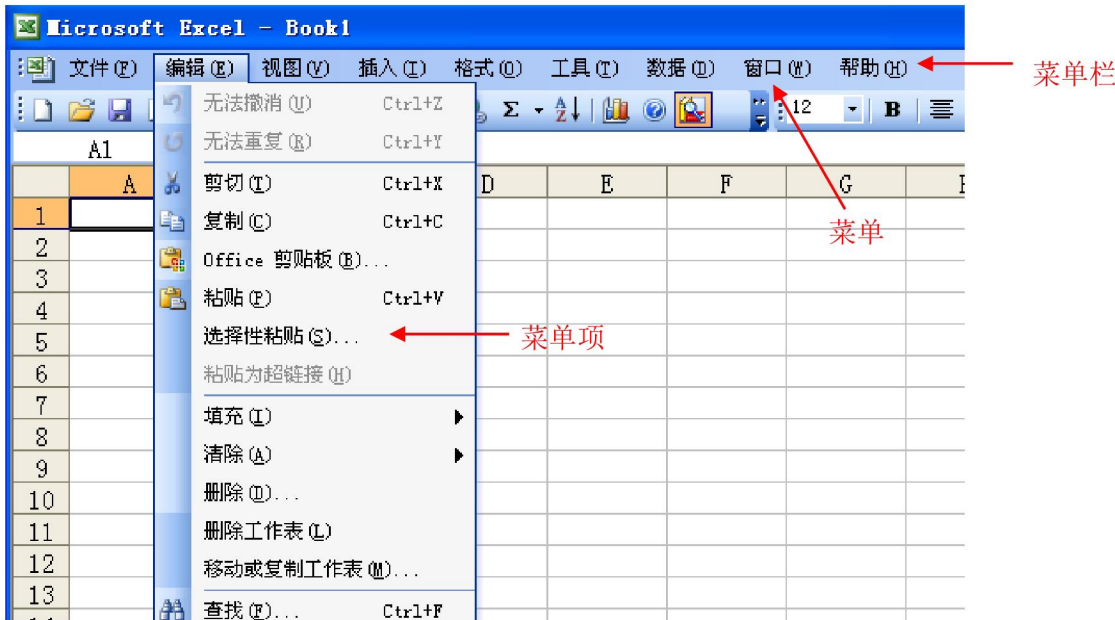 Microsoft Excel - Book1
文件(F) 编辑(E) 视图(V) 插入(I) 格式(O) 工具(T) 数据(D) 窗口(W) 帮助(H)
菜单栏
Σ 12 B
无法撤消(U) Ctrl+Z
无法重复(R) Ctrl+Y
A1
A D E F G
剪切(T) Ctrl+X
复制(C) Ctrl+C
菜单
Office 剪贴板(B)...
粘贴(P) Ctrl+V
选择性粘贴(S)...
菜单项
粘贴为超链接(H)
填充(I)
清除(A)
删除(D)...
删除工作表(L)
移动或复制工作表(M)...
查找(F)... Ctrl+F
1
2
3
4
5
6
7
8
9
10
11
12
13